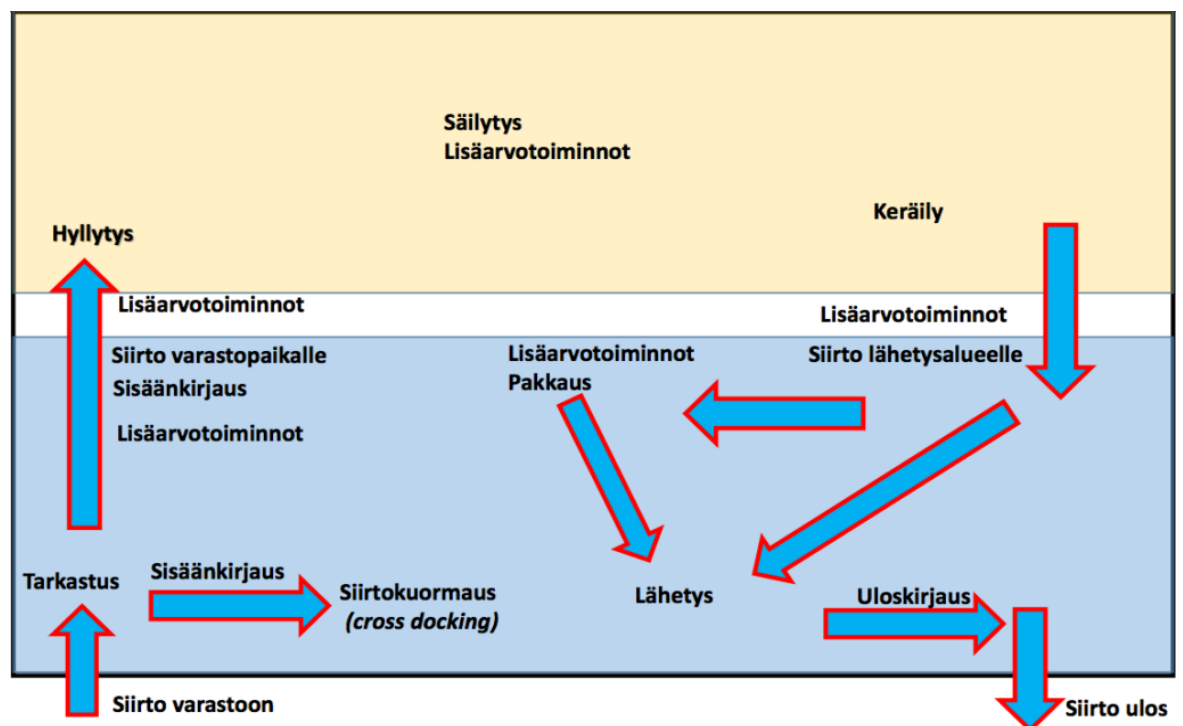 Säilytys
Lisäarvotoiminnot
Keräily
Hyllytys
Lisäarvotoiminnot
Lisäarvotoiminnot
Siirto varastopaikalle
Lisäarvotoiminnot
Siirto lähetysalueelle
Pakkaus
Sisäänkirjaus
Lisäarvotoiminnot
Tarkastus
Sisäänkirjaus
Siirtokuormaus
(cross docking)
Lähetys
Uloskirjaus
Siirto varastoon
Siirto ulos